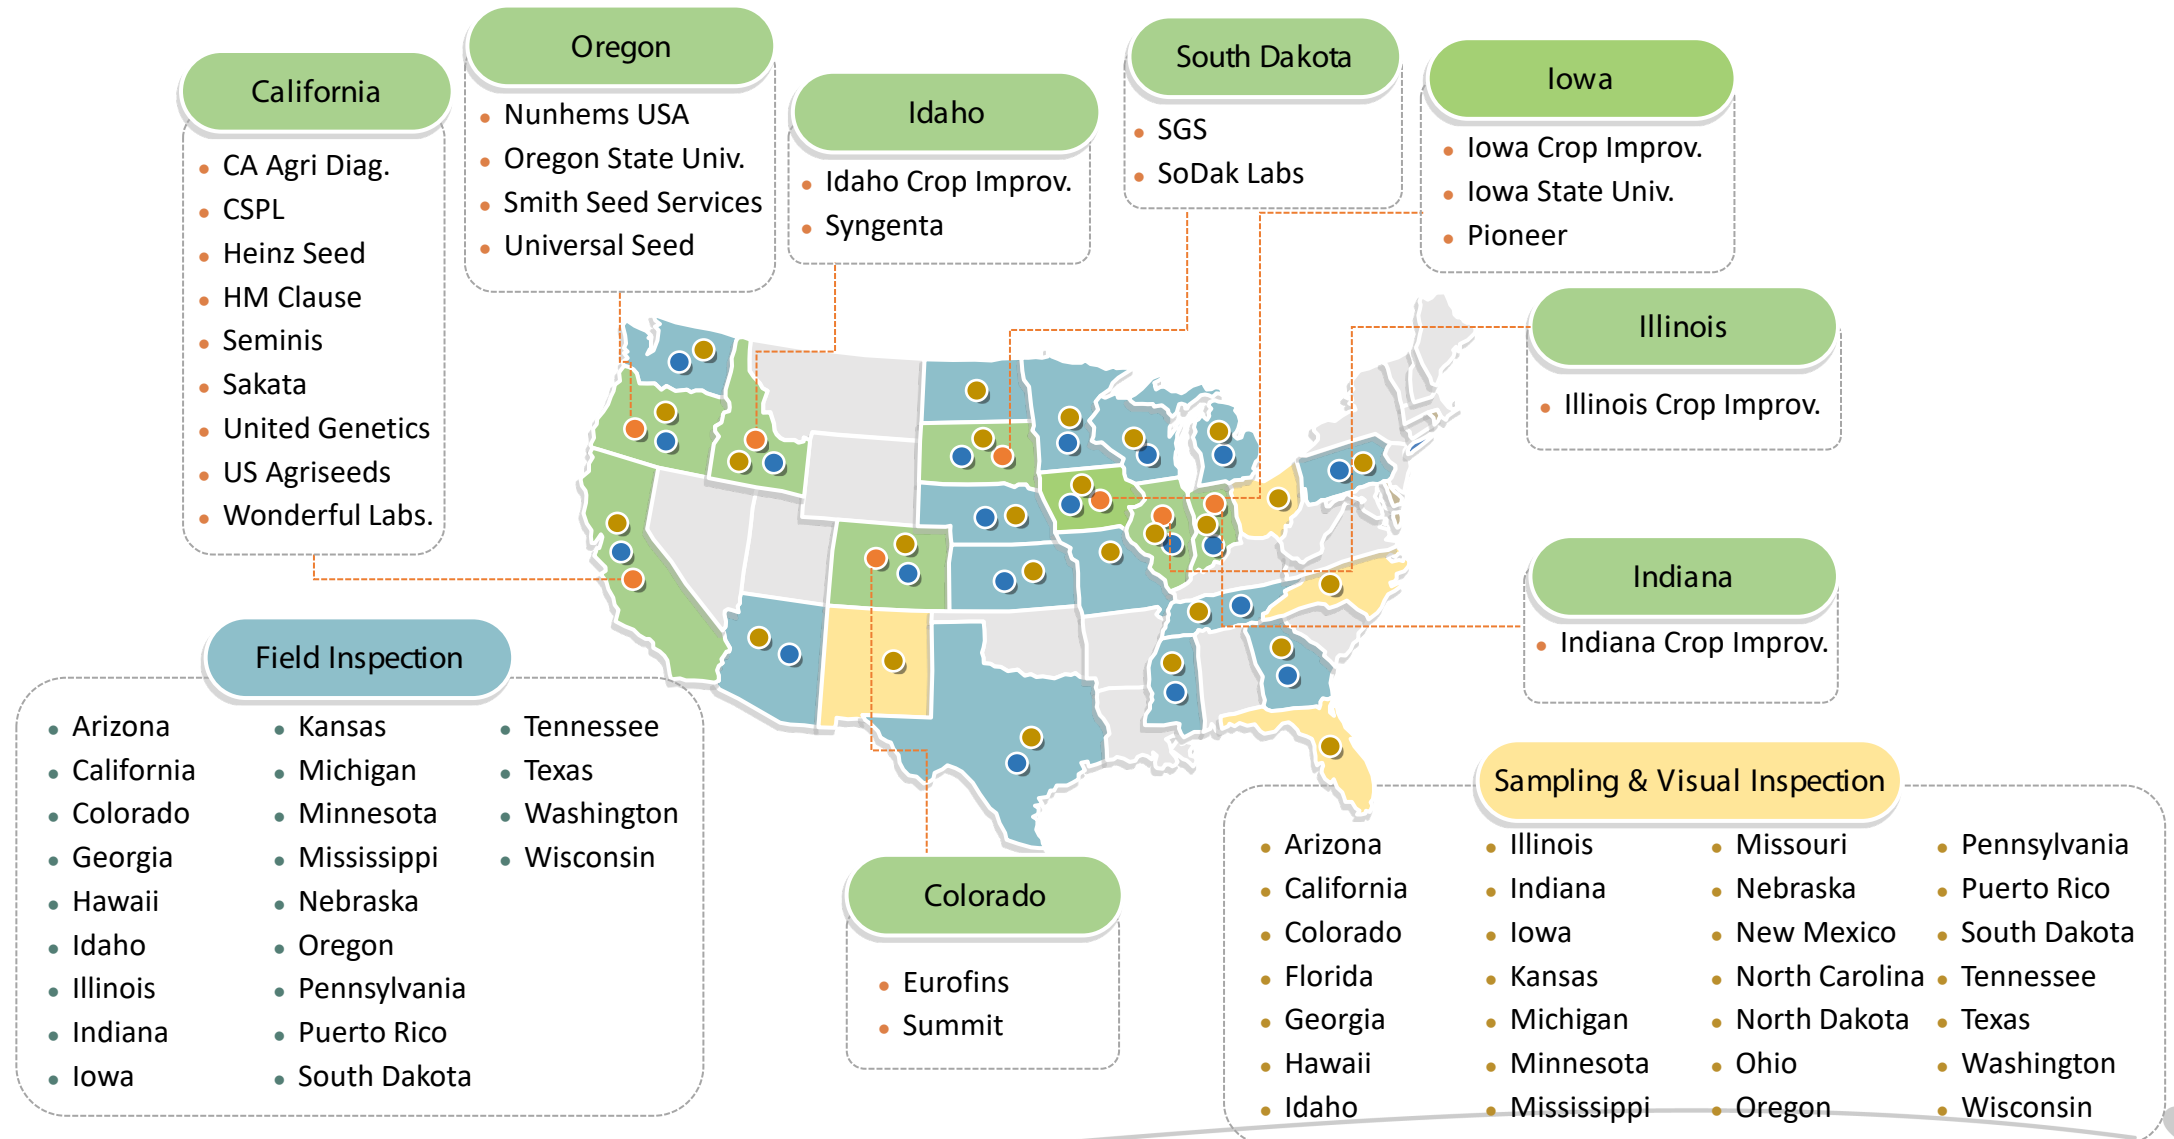 California
CA Agri Diag.
CSPL
Heinz Seed
HM Clause
Seminis
Sakata
United Genetics
US Agriseeds
Wonderful Labs.
Oregon
Nunhems USA
Oregon State Univ.
Smith Seed Services
Universal Seed
Idaho
Idaho Crop Improv.
Syngenta
South Dakota
SGS
SoDak Labs
Iowa
Iowa Crop Improv.
Iowa State Univ.
Pioneer
Illinois
Illinois Crop Improv.
Indiana
Indiana Crop Improv.
Field Inspection
Arizona
California
Colorado
Georgia
Hawaii
Idaho
Illinois
Indiana
Iowa
Kansas
Michigan
Minnesota
Mississippi
Nebraska
Oregon
Pennsylvania
Puerto Rico
South Dakota
Tennessee
Texas
Washington
Wisconsin
Colorado
Eurofins
Summit
Sampling & Visual Inspection
Arizona
California
Colorado
Florida
Georgia
Hawaii
Idaho
Illinois
Indiana
Iowa
Kansas
Michigan
Minnesota
Mississippi
Missouri
Nebraska
New Mexico
North Carolina
North Dakota
Ohio
Oregon
Pennsylvania
Puerto Rico
South Dakota
Tennessee
Texas
Washington
Wisconsin